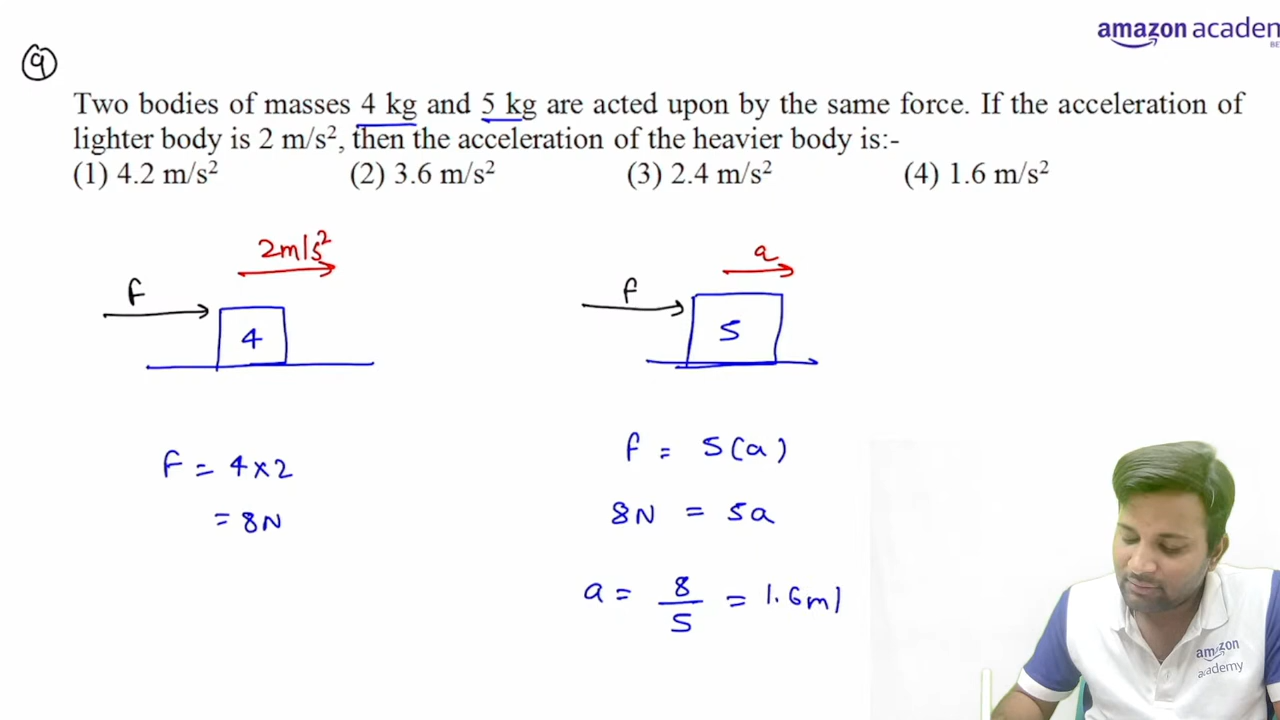 amazon academ
BE
9
Two bodies of masses 4 kg and 5 kg are acted upon by the same force. If the acceleration of
lighter body is 2 m/s², then the acceleration of the heavier body is:-
(1) 4.2 m/s² (2) 3.6 m/s² (3) 2.4 m/s² (4) 1.6 m/s²
2m/s² a
F f
4 5
F = 4×2 f = 5(a)
= 8N 8N = 5a
a = 8/5 = 1.6m/
amazon
academy